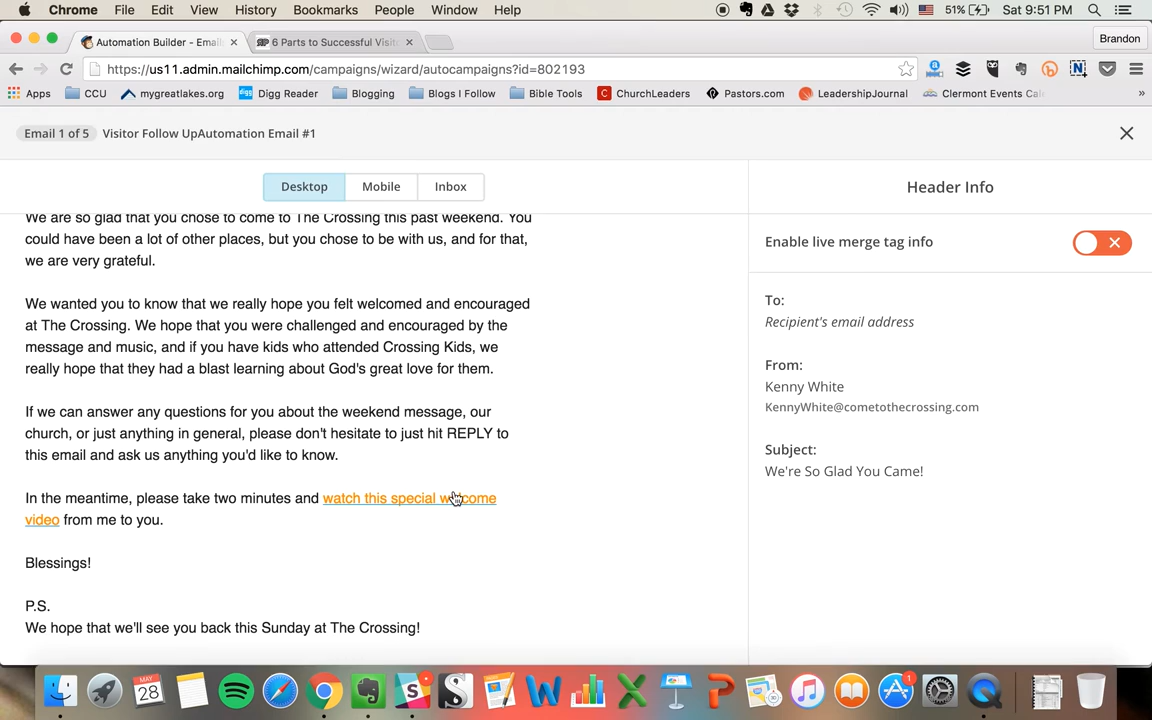 Chrome File Edit View History Bookmarks People Window Help 51% Sat 9:51 PM
Automation Builder - Email 6 Parts to Successful Visit Brandon
https://us11.admin.mailchimp.com/campaigns/wizard/autocampaigns?id=802193
Apps CCU mygreatlakes.org Digg Reader Blogging Blogs I Follow Bible Tools ChurchLeaders Pastors.com LeadershipJournal Clermont Events Cal »
Email 1 of 5 Visitor Follow UpAutomation Email #1
Desktop Mobile Inbox
Header Info
We are so glad that you chose to come to The Crossing this past weekend. You
could have been a lot of other places, but you chose to be with us, and for that,
we are very grateful.
We wanted you to know that we really hope you felt welcomed and encouraged
at The Crossing. We hope that you were challenged and encouraged by the
message and music, and if you have kids who attended Crossing Kids, we
really hope that they had a blast learning about God's great love for them.
If we can answer any questions for you about the weekend message, our
church, or just anything in general, please don't hesitate to just hit REPLY to
this email and ask us anything you'd like to know.
In the meantime, please take two minutes and watch this special welcome
video from me to you.
Blessings!
P.S.
We hope that we'll see you back this Sunday at The Crossing!
Enable live merge tag info
To:
Recipient's email address
From:
Kenny White
KennyWhite@cometothecrossing.com
Subject:
We're So Glad You Came!
MAY
28
1